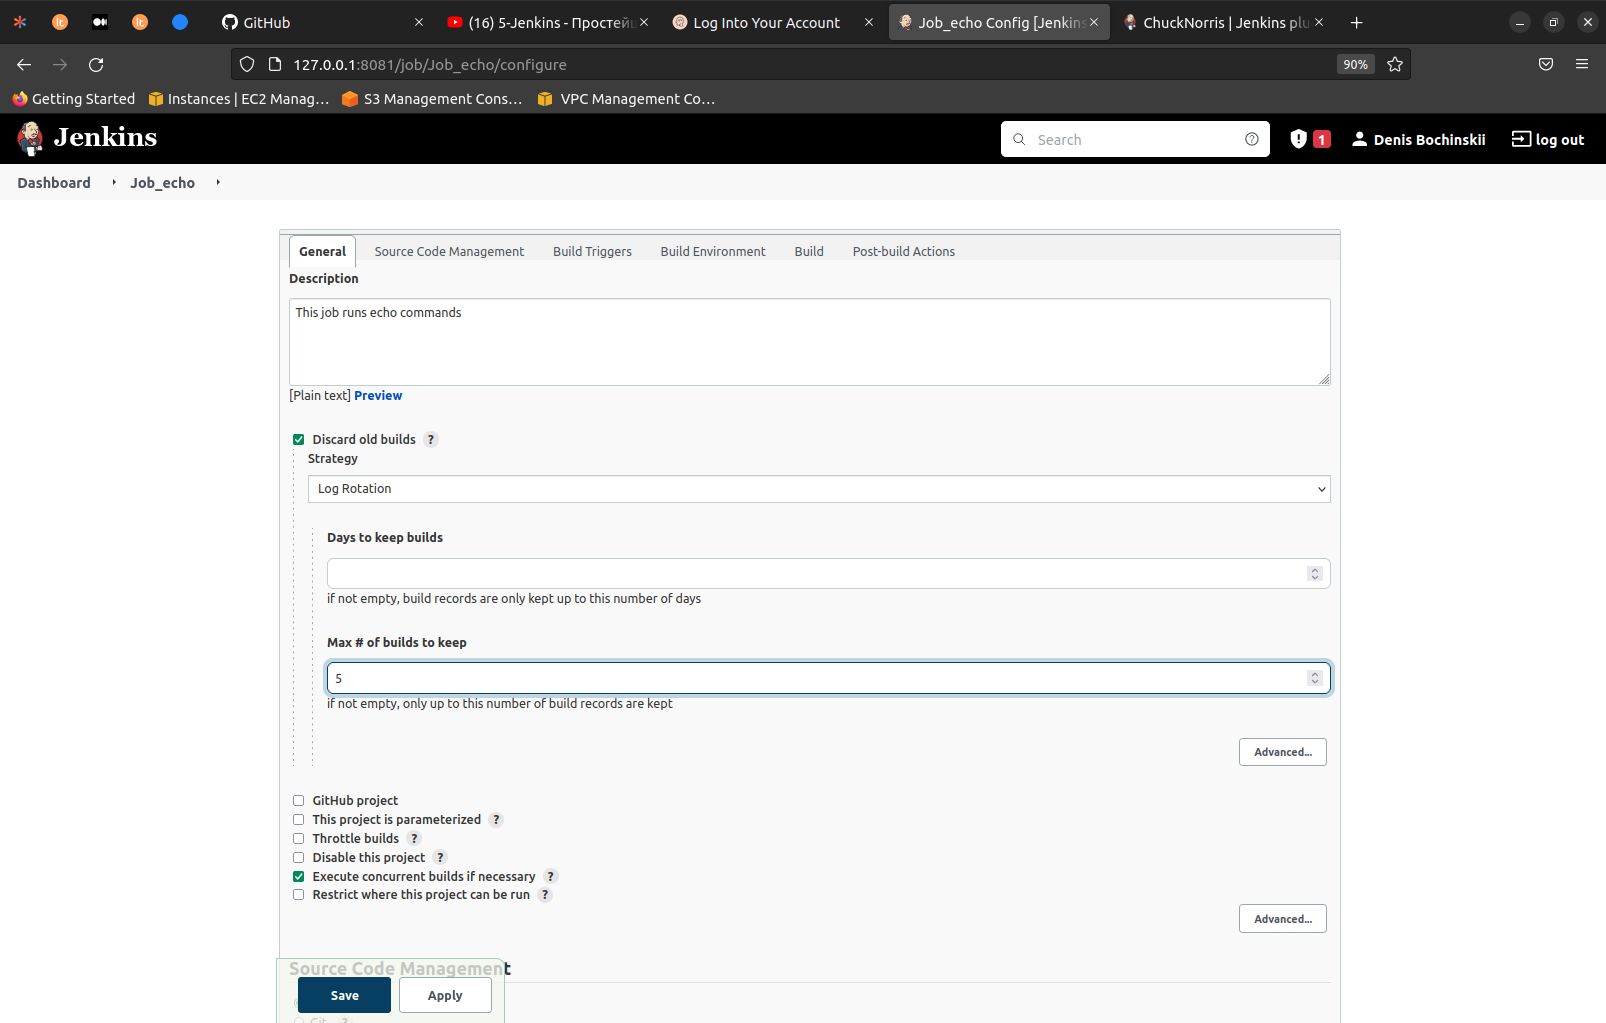 GitHub
(16) 5-Jenkins - Простейш
Log Into Your Account
Job_echo Config [Jenkins
ChuckNorris | Jenkins plu
127.0.0.1:8081/job/Job_echo/configure
90%
Getting Started
Instances | EC2 Manag…
S3 Management Cons…
VPC Management Co…
Jenkins
Search
1
Denis Bochinskii
log out
Dashboard
Job_echo
General
Source Code Management
Build Triggers
Build Environment
Build
Post-build Actions
Description
This job runs echo commands
[Plain text] Preview
Discard old builds ?
Strategy
Log Rotation
Days to keep builds
if not empty, build records are only kept up to this number of days
Max # of builds to keep
5
if not empty, only up to this number of build records are kept
Advanced...
GitHub project
This project is parameterized ?
Throttle builds ?
Disable this project ?
Execute concurrent builds if necessary ?
Restrict where this project can be run ?
Advanced...
Source Code Management
Save
Apply
Git ?